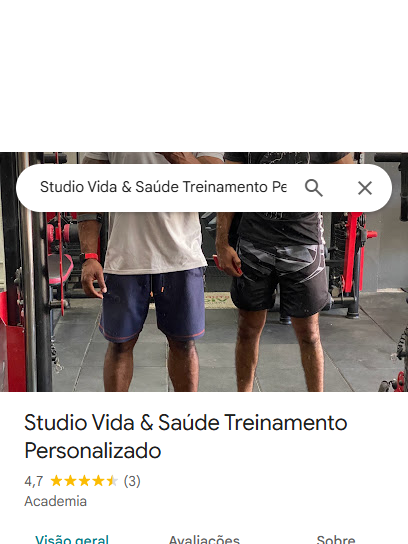 Studio Vida & Saúde Treinamento Pe
Studio Vida & Saúde Treinamento
Personalizado
4,7 (3)
Academia
Visão geral Avaliações Sobre